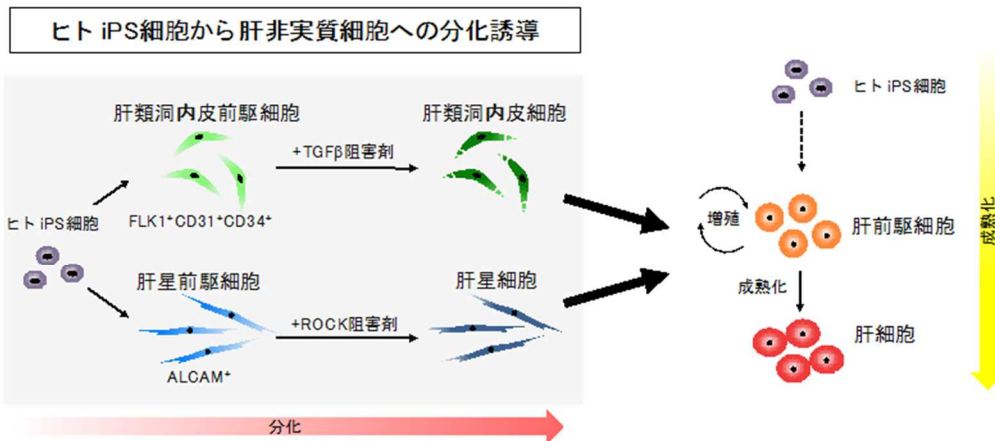 ヒト iPS細胞から肝非実質細胞への分化誘導
肝類洞内皮前駆細胞
肝類洞内皮細胞
+TGFβ阻害剤
FLK1⁺CD31⁺CD34⁺
ヒト iPS細胞
肝星前駆細胞
肝星細胞
+ROCK阻害剤
ALCAM⁺
分化
ヒト iPS細胞
増殖
肝前駆細胞
成熟化
肝細胞
成熟化